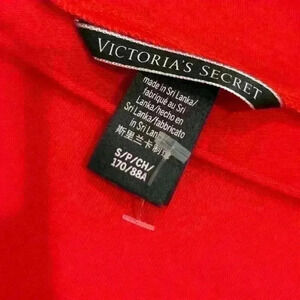 VICTORIA'S SECRET
made in Sri Lanka/
fabriqué au Sri
Lanka/hecho en
Sri Lanka/fabbricato
in Sri Lanka/
斯里兰卡制
S/P/CH/
170/88A